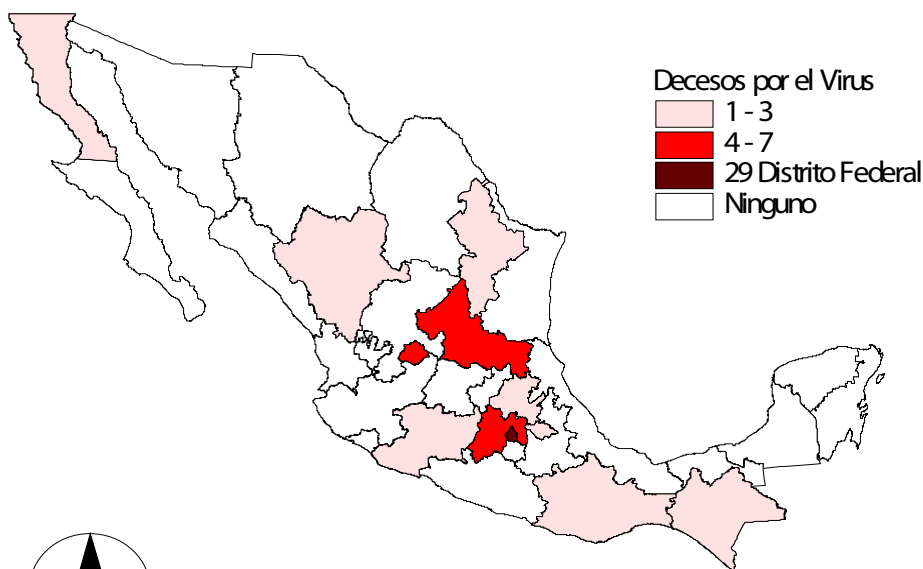 Decesos por el Virus
1 - 3
4 - 7
29 Distrito Federal
Ninguno